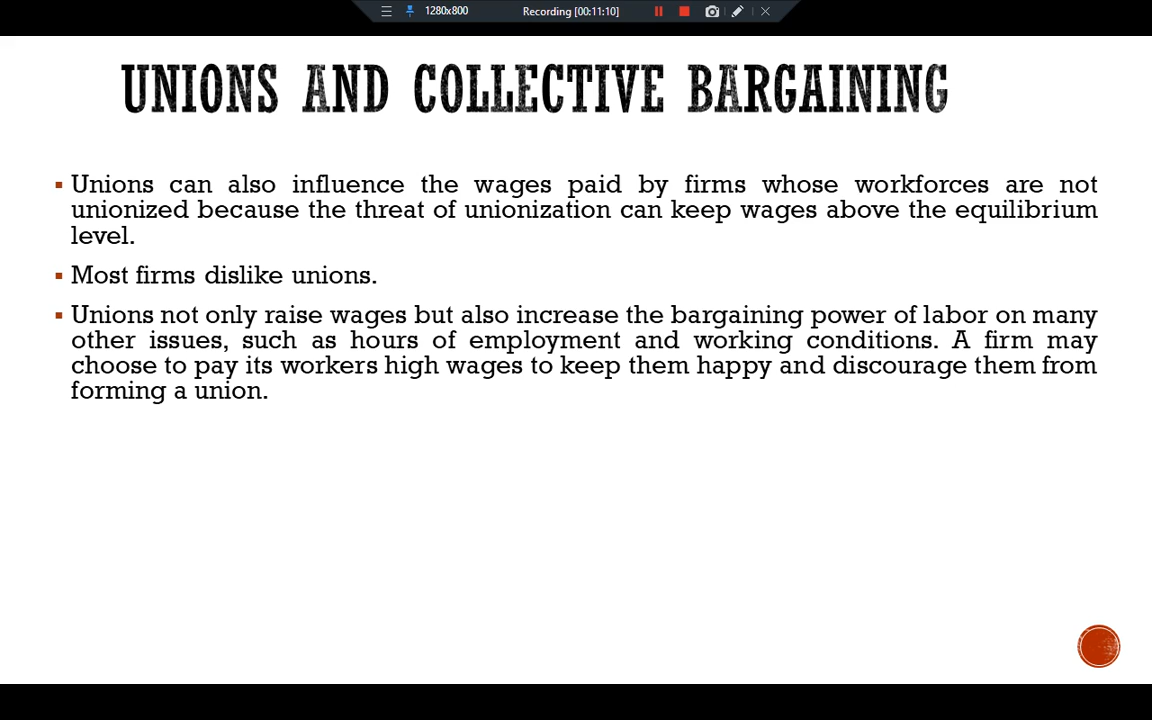 1280x800 Recording [00:11:10]
UNIONS AND COLLECTIVE BARGAINING
▪ Unions can also influence the wages paid by firms whose workforces are not
unionized because the threat of unionization can keep wages above the equilibrium
level.
▪ Most firms dislike unions.
▪ Unions not only raise wages but also increase the bargaining power of labor on many
other issues, such as hours of employment and working conditions. A firm may
choose to pay its workers high wages to keep them happy and discourage them from
forming a union.